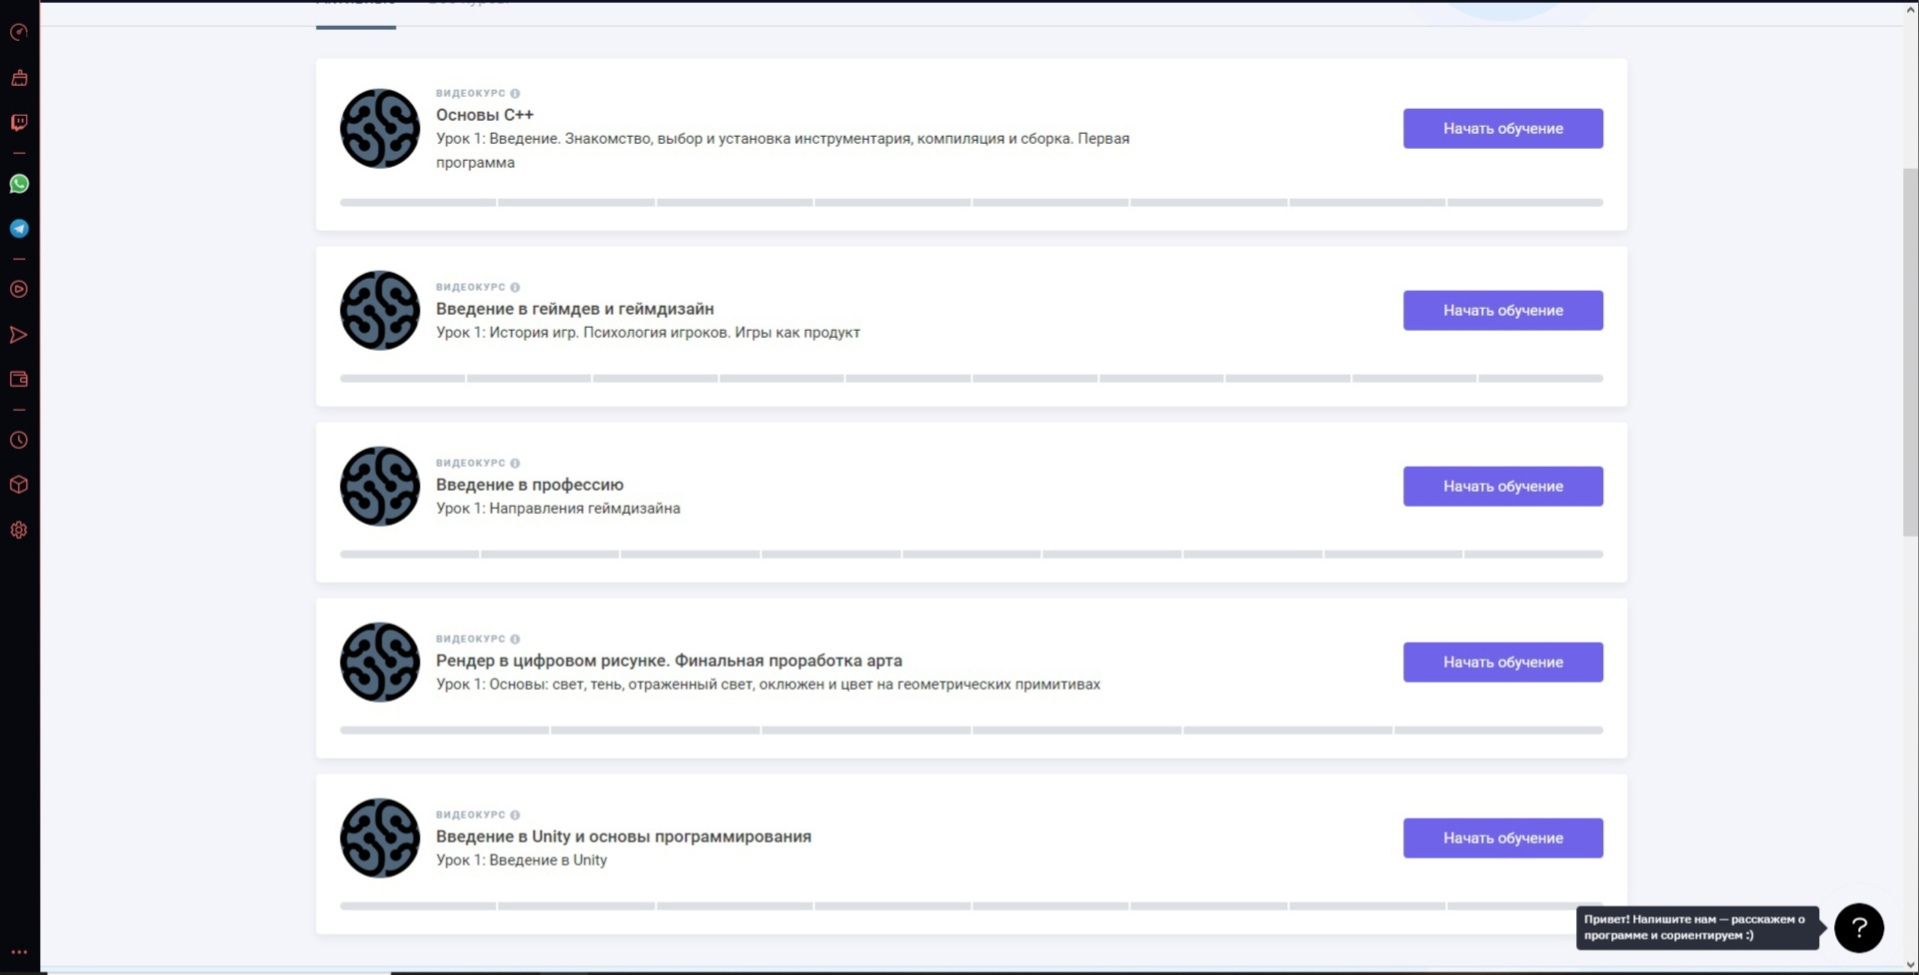 ВИДЕОКУРС
Основы C++
Урок 1: Введение. Знакомство, выбор и установка инструментария, компиляция и сборка. Первая
программа
Начать обучение
ВИДЕОКУРС
Введение в геймдев и геймдизайн
Урок 1: История игр. Психология игроков. Игры как продукт
Начать обучение
ВИДЕОКУРС
Введение в профессию
Урок 1: Направления геймдизайна
Начать обучение
ВИДЕОКУРС
Рендер в цифровом рисунке. Финальная проработка арта
Урок 1: Основы: свет, тень, отраженный свет, оклюжен и цвет на геометрических примитивах
Начать обучение
ВИДЕОКУРС
Введение в Unity и основы программирования
Урок 1: Введение в Unity
Начать обучение
Привет! Напишите нам — расскажем о
программе и сориентируем :)
?